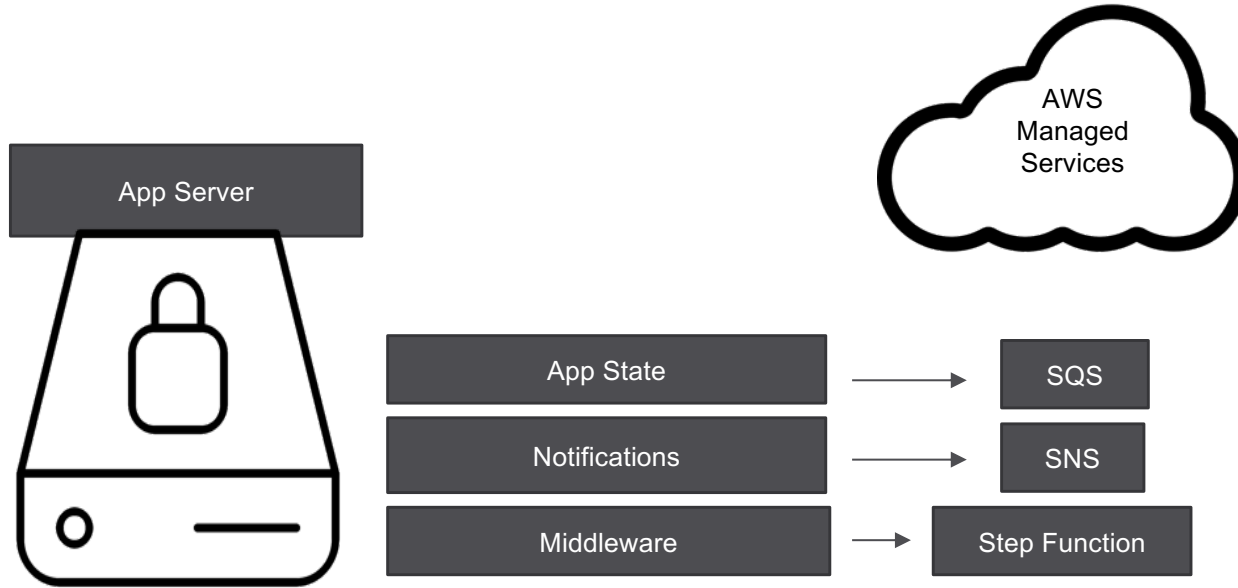 AWS
Managed
Services
App Server
App State
SQS
Notifications
SNS
Middleware
Step Function